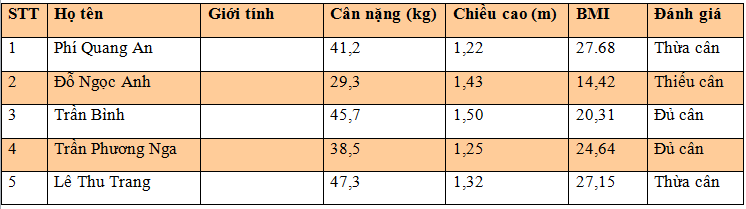 STT Họ tên Giới tính Cân nặng (kg) Chiều cao (m) BMI Đánh giá
1 Phí Quang An 41,2 1,22 27.68 Thừa cân
2 Đỗ Ngọc Anh 29,3 1,43 14,42 Thiếu cân
3 Trần Bình 45,7 1,50 20,31 Đủ cân
4 Trần Phương Nga 38,5 1,25 24,64 Đủ cân
5 Lê Thu Trang 47,3 1,32 27,15 Thừa cân